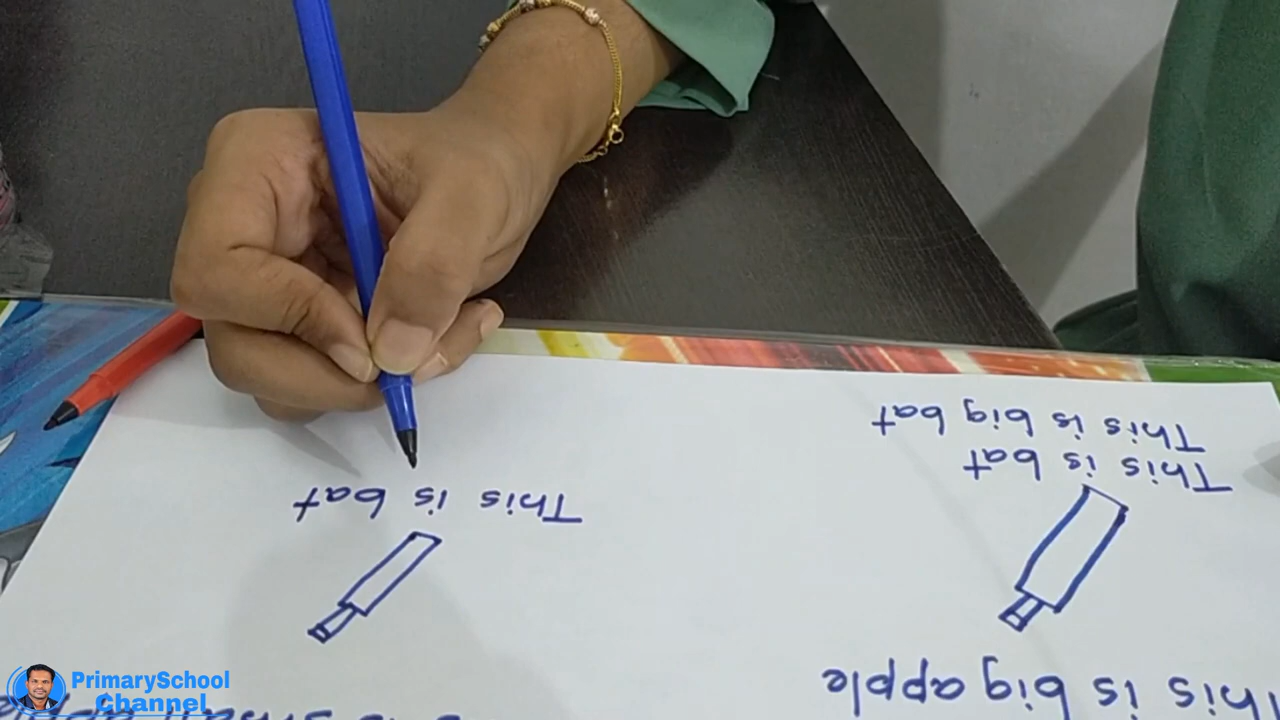 This is big apple
This is bat
This is big bat
This is bat
PrimarySchool
Channel